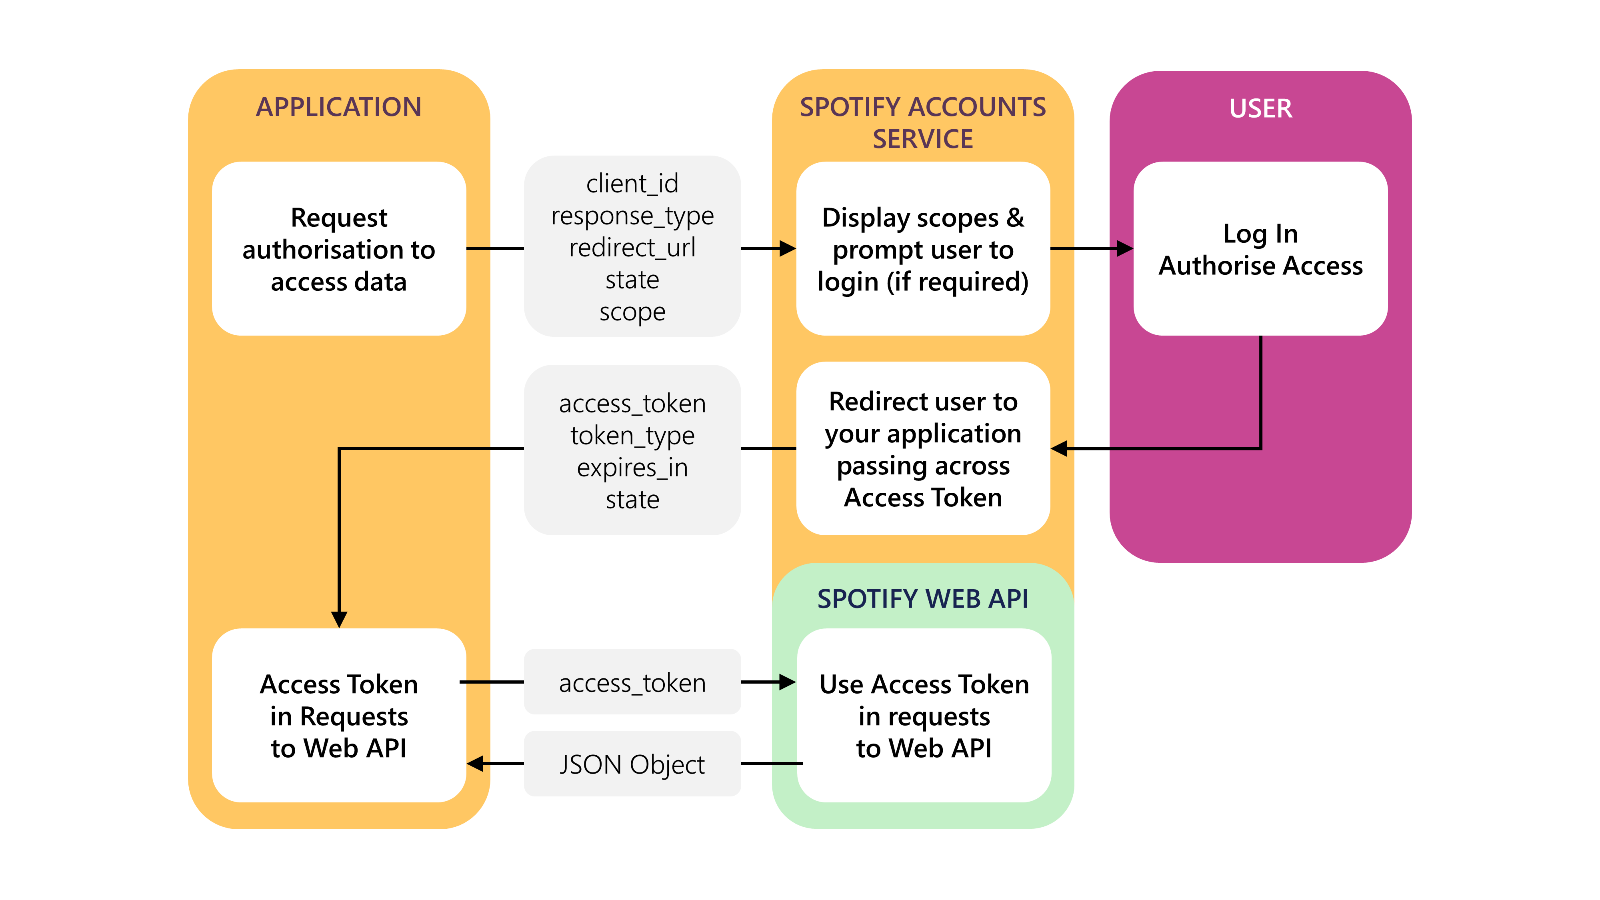 APPLICATION
Request
authorisation to
access data
client_id
response_type
redirect_url
state
scope
SPOTIFY ACCOUNTS
SERVICE
Display scopes &
prompt user to
login (if required)
USER
Log In
Authorise Access
Redirect user to
your application
passing across
Access Token
access_token
token_type
expires_in
state
Access Token
in Requests
to Web API
access_token
JSON Object
SPOTIFY WEB API
Use Access Token
in requests
to Web API